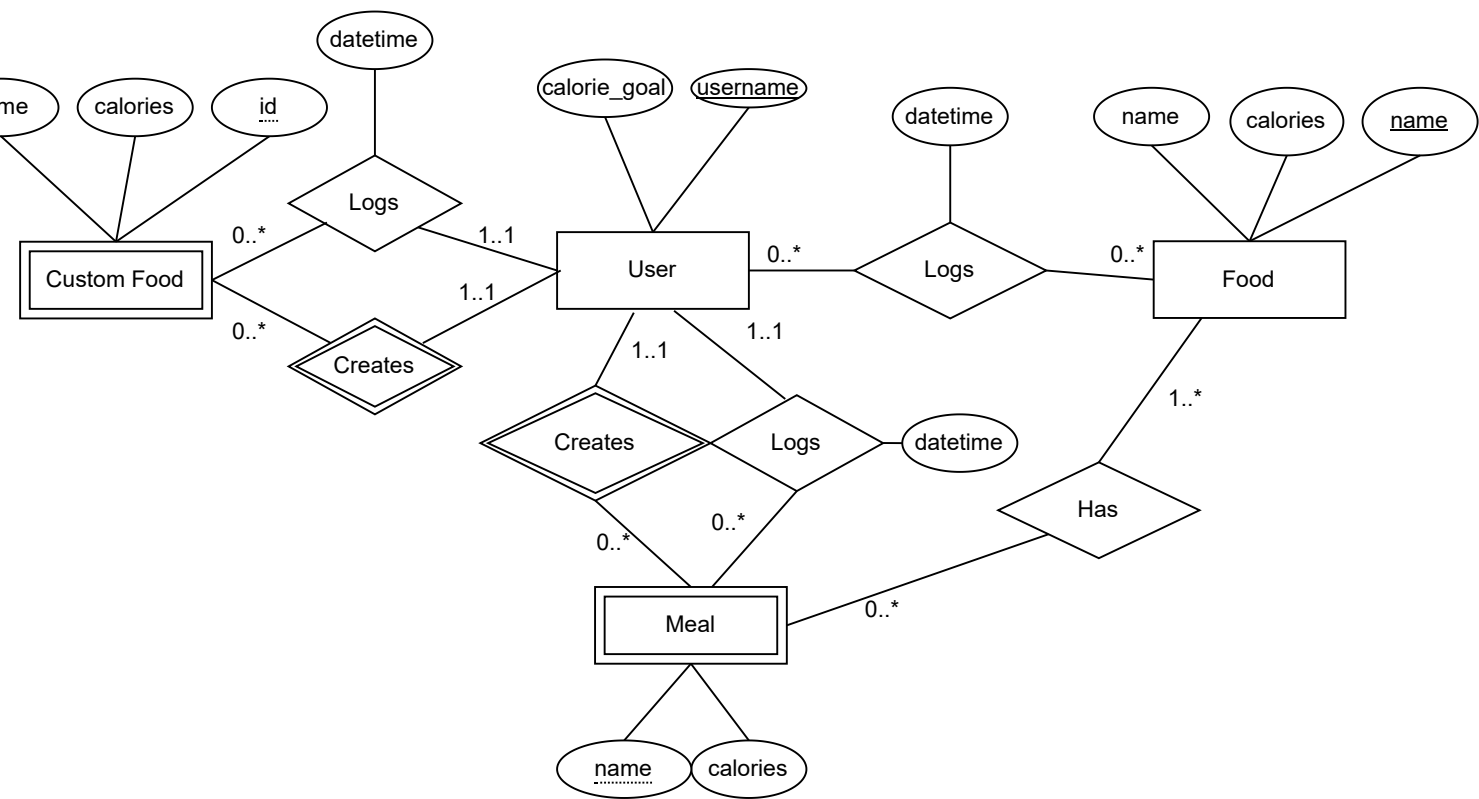 datetime
calorie_goal
username
me
calories
id
datetime
name
calories
name
Logs
0..*
1..1
Custom Food
User
0..*
Logs
0..*
Food
1..1
0..*
Creates
1..1
1..1
1..*
Creates
Logs
datetime
0..*
0..*
Has
0..*
Meal
name
calories